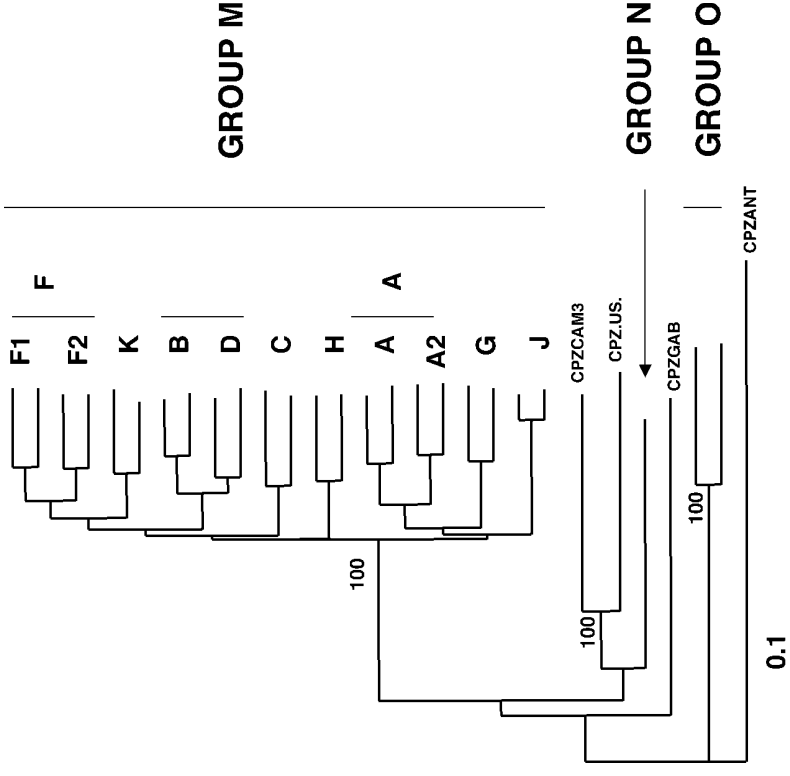 GROUP M
GROUP N
GROUP O
F
A
F1
F2
K
B
D
C
H
A
A2
G
J
CPZCAM3
CPZ.US.
CPZGAB
CPZANT
100
100
100
0.1